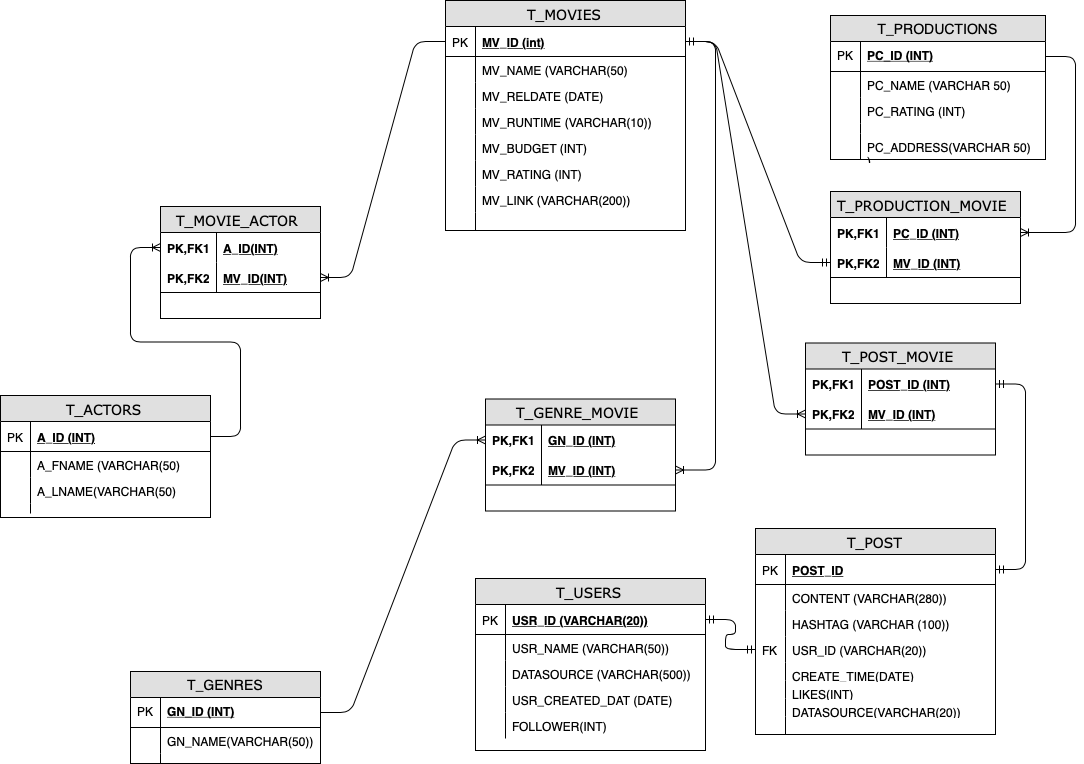 T_MOVIES
PK MV_ID (int)
MV_NAME (VARCHAR(50)
MV_RELDATE (DATE)
MV_RUNTIME (VARCHAR(10))
MV_BUDGET (INT)
MV_RATING (INT)
MV_LINK (VARCHAR(200))
T_PRODUCTIONS
PK PC_ID (INT)
PC_NAME (VARCHAR 50)
PC_RATING (INT)
PC_ADDRESS(VARCHAR 50)
\
T_MOVIE_ACTOR
PK,FK1 A_ID(INT)
PK,FK2 MV_ID(INT)
T_PRODUCTION_MOVIE
PK,FK1 PC_ID (INT)
PK,FK2 MV_ID (INT)
T_POST_MOVIE
PK,FK1 POST_ID (INT)
PK,FK2 MV_ID (INT)
T_ACTORS
PK A_ID (INT)
A_FNAME (VARCHAR(50)
A_LNAME(VARCHAR(50)
T_GENRE_MOVIE
PK,FK1 GN_ID (INT)
PK,FK2 MV_ID (INT)
T_POST
PK POST_ID
CONTENT (VARCHAR(280))
HASHTAG (VARCHAR (100))
FK USR_ID (VARCHAR(20))
CREATE_TIME(DATE)
LIKES(INT)
DATASOURCE(VARCHAR(20))
T_USERS
PK USR_ID (VARCHAR(20))
USR_NAME (VARCHAR(50))
DATASOURCE (VARCHAR(500))
USR_CREATED_DAT (DATE)
FOLLOWER(INT)
T_GENRES
PK GN_ID (INT)
GN_NAME(VARCHAR(50))